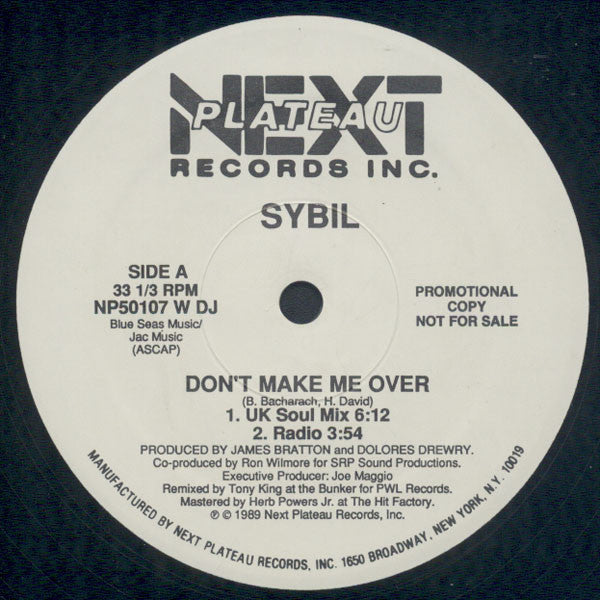 NEXT
PLATEAU
RECORDS INC.
SYBIL
SIDE A
33 1/3 RPM
NP50107 W DJ
Blue Seas Music/
Jac Music
(ASCAP)
PROMOTIONAL
COPY
NOT FOR SALE
DON'T MAKE ME OVER
(B. Bacharach, H. David)
1. UK Soul Mix 6:12
2. Radio 3:54
PRODUCED BY JAMES BRATTON and DOLORES DREWRY.
Co-produced by Ron Wilmore for SRP Sound Productions.
Executive Producer: Joe Maggio
Remixed by Tony King at the Bunker for PWL Records.
Mastered by Herb Powers Jr. at The Hit Factory.
℗ © 1989 Next Plateau Records, Inc.
MANUFACTURED BY NEXT PLATEAU RECORDS, INC. 1650 BROADWAY, NEW YORK, N.Y. 10019